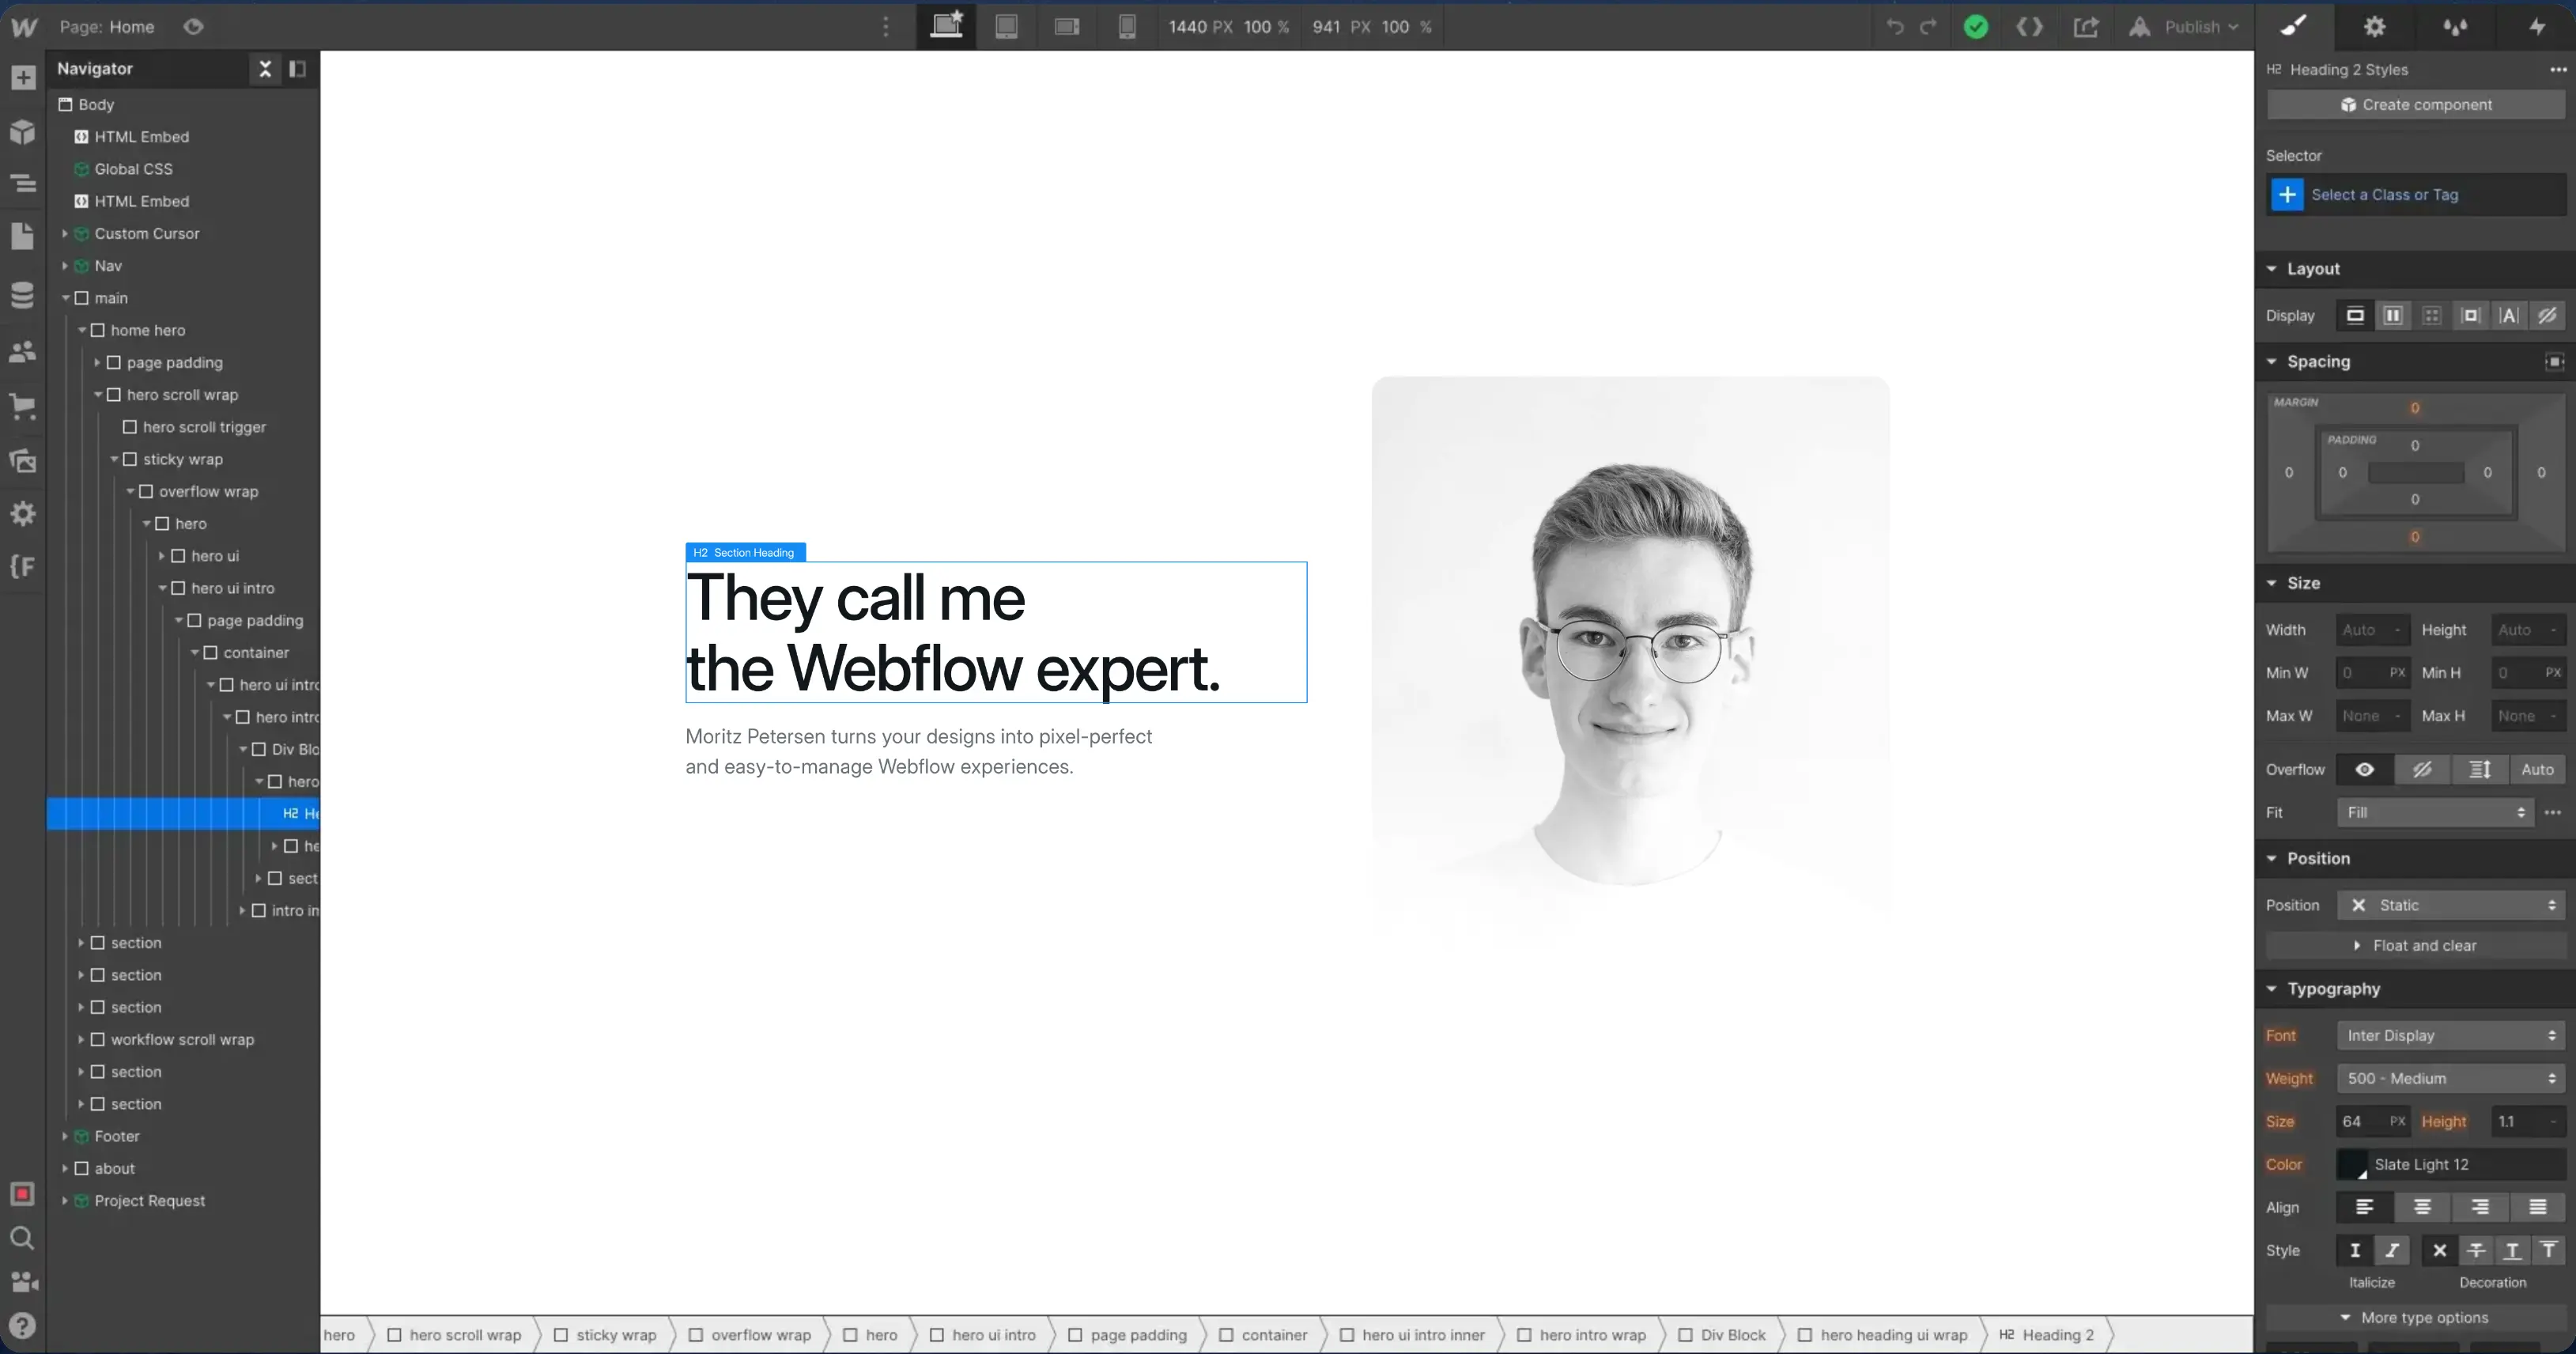 Page: Home
1440 PX 100 %
941 PX 100 %
Publish
Navigator
Body
HTML Embed
Global CSS
HTML Embed
Custom Cursor
Nav
main
home hero
page padding
hero scroll wrap
hero scroll trigger
sticky wrap
overflow wrap
hero
hero ui
hero ui intro
page padding
container
hero ui intro
hero intro
Div Blo
hero
H2 He
he
sect
intro in
section
section
section
workflow scroll wrap
section
section
Footer
about
Project Request
H2 Section Heading
They call me
the Webflow expert.
Moritz Petersen turns your designs into pixel-perfect
and easy-to-manage Webflow experiences.
hero hero scroll wrap sticky wrap overflow wrap hero hero ui intro page padding container hero ui intro inner hero intro wrap Div Block hero heading ui wrap H2 Heading 2
H2 Heading 2 Styles
Create component
Selector
Select a Class or Tag
Layout
Display
Spacing
MARGIN
0
PADDING
0
0 0 0 0
0
0
Size
Width Auto - Height Auto -
Min W 0 PX Min H 0 PX
Max W None - Max H None -
Overflow Auto
Fit Fill
Position
Position Static
Float and clear
Typography
Font Inter Display
Weight 500 - Medium
Size 64 PX Height 1.1 -
Color Slate Light 12
Align
Style
Italicize Decoration
More type options